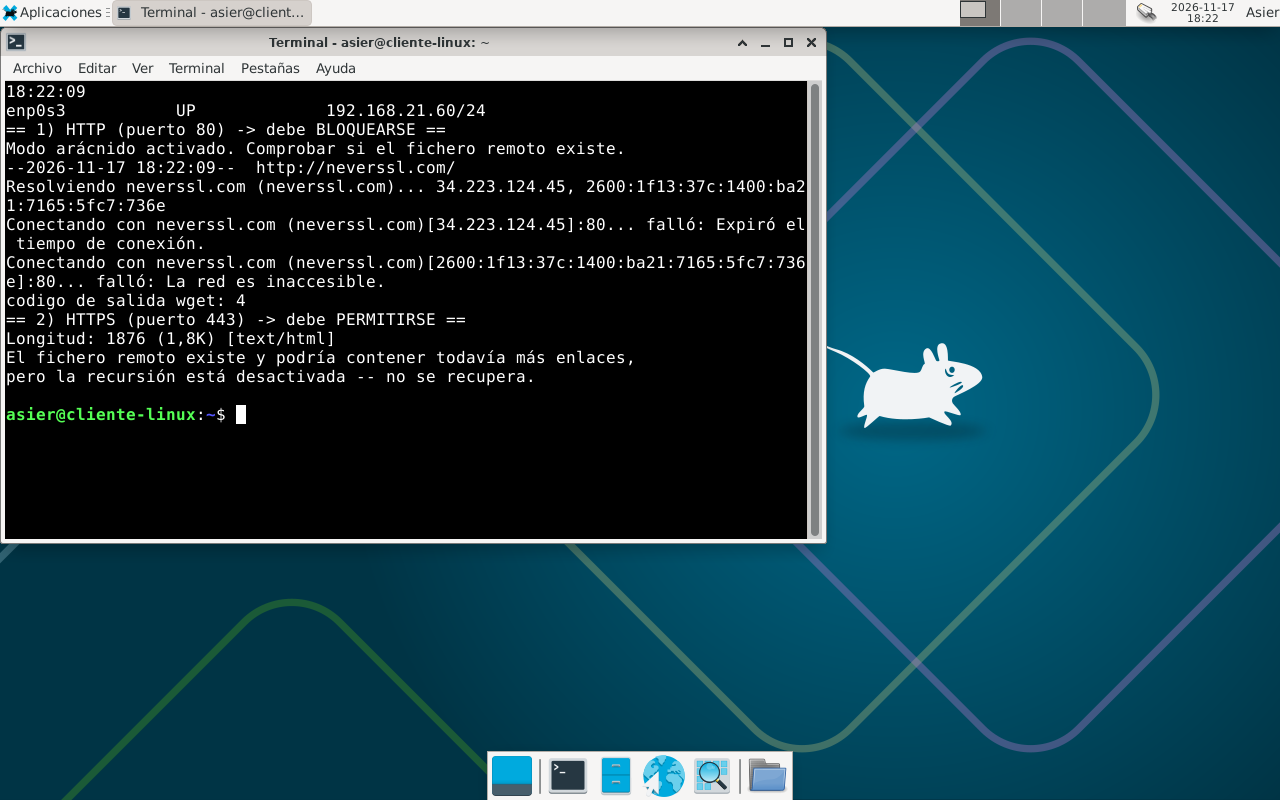 Aplicaciones
Terminal - asier@client...
2026-11-17
18:22
Asier
Terminal - asier@cliente-linux: ~
Archivo Editar Ver Terminal Pestañas Ayuda
18:22:09
enp0s3           UP             192.168.21.60/24
== 1) HTTP (puerto 80) -> debe BLOQUEARSE ==
Modo arácnido activado. Comprobar si el fichero remoto existe.
--2026-11-17 18:22:09--  http://neverssl.com/
Resolviendo neverssl.com (neverssl.com)... 34.223.124.45, 2600:1f13:37c:1400:ba2
1:7165:5fc7:736e
Conectando con neverssl.com (neverssl.com)[34.223.124.45]:80... falló: Expiró el
 tiempo de conexión.
Conectando con neverssl.com (neverssl.com)[2600:1f13:37c:1400:ba21:7165:5fc7:736
e]:80... falló: La red es inaccesible.
codigo de salida wget: 4
== 2) HTTPS (puerto 443) -> debe PERMITIRSE ==
Longitud: 1876 (1,8K) [text/html]
El fichero remoto existe y podría contener todavía más enlaces,
pero la recursión está desactivada -- no se recupera.
asier@cliente-linux:~$